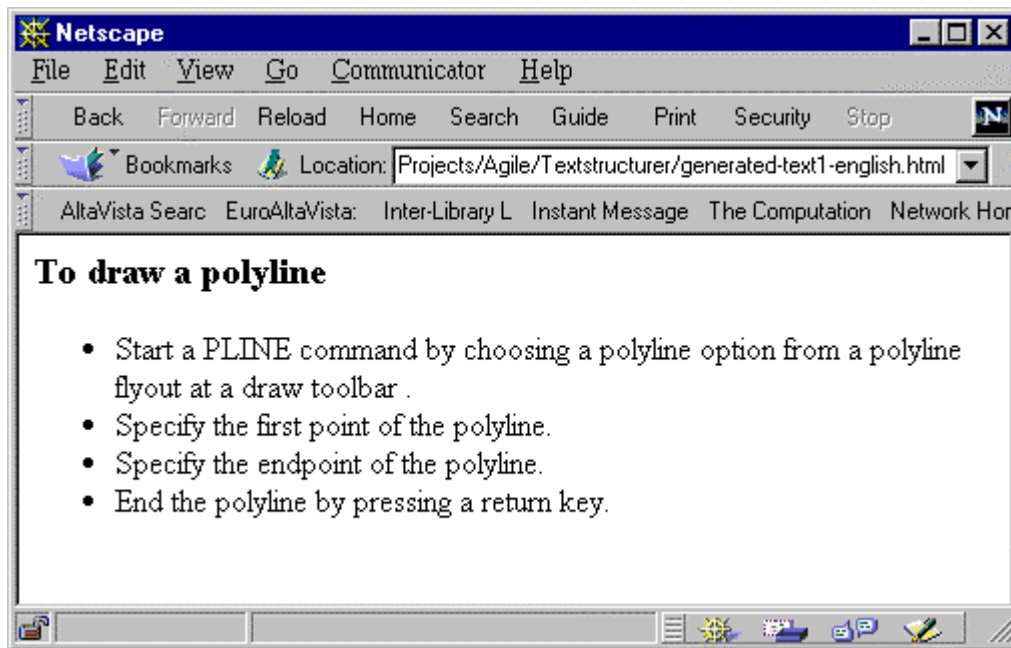 Netscape
File Edit View Go Communicator Help
Back Forward Reload Home Search Guide Print Security Stop N
Bookmarks Location: Projects/Agile/Textstructurer/generated-text1-english.html
AltaVista Searc EuroAltaVista: Inter-Library L Instant Message The Computation Network Hor
To draw a polyline
• Start a PLINE command by choosing a polyline option from a polyline
flyout at a draw toolbar .
• Specify the first point of the polyline.
• Specify the endpoint of the polyline.
• End the polyline by pressing a return key.